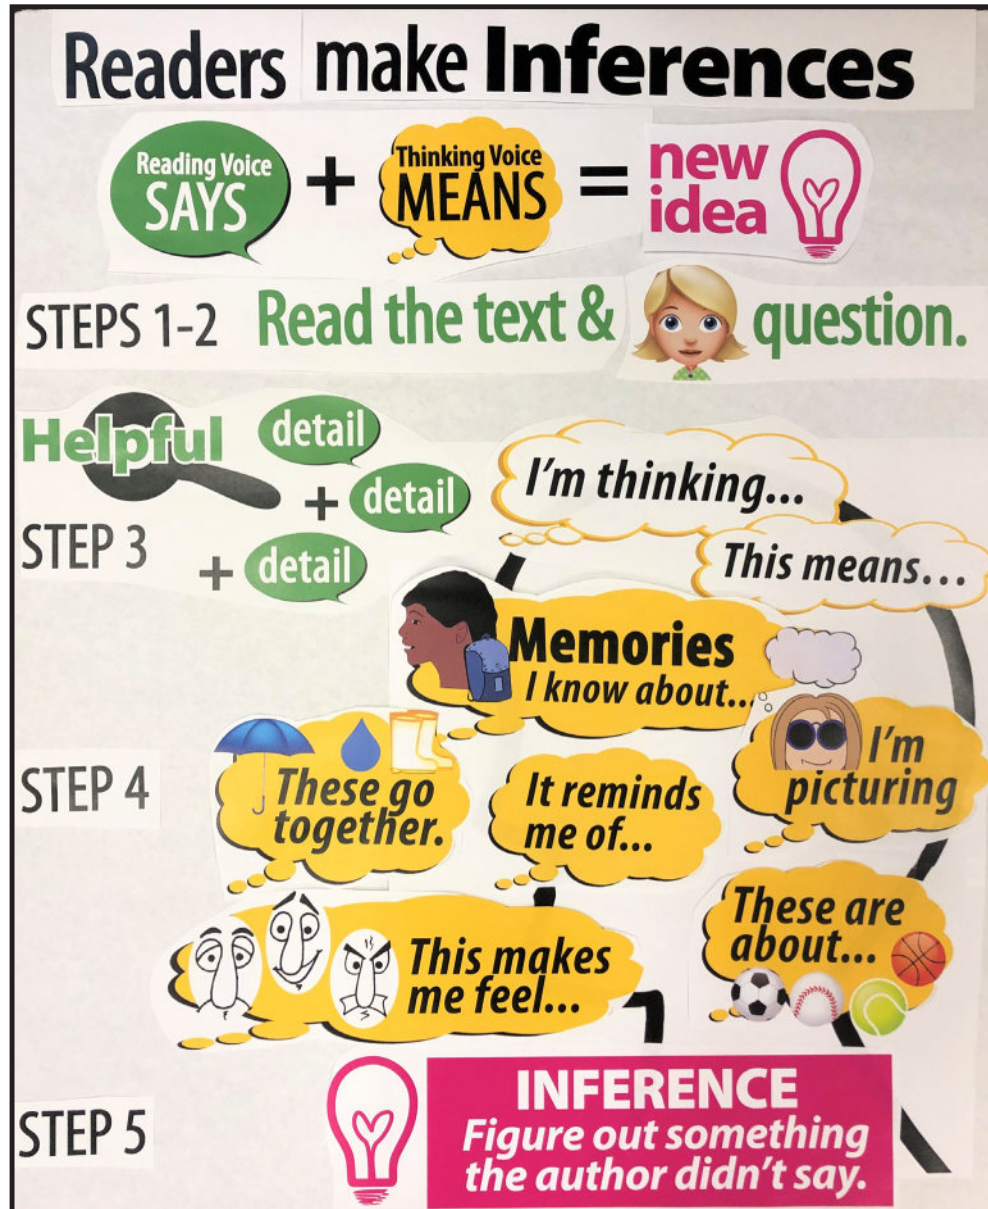 Readers make Inferences
Reading Voice
SAYS
+
Thinking Voice
MEANS
=
new
idea
STEPS 1-2 Read the text & question.
Helpful
detail
+ detail
+ detail
STEP 3
I'm thinking...
This means...
Memories
I know about...
STEP 4
These go
together.
It reminds
me of...
I'm
picturing
This makes
me feel...
These are
about...
STEP 5
INFERENCE
Figure out something
the author didn't say.